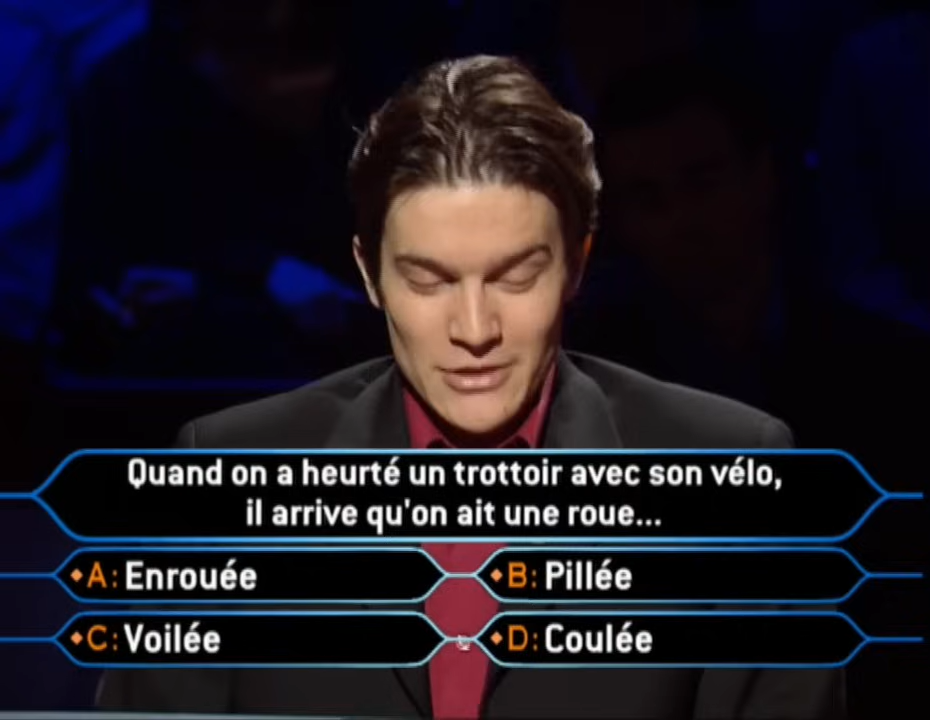 Quand on a heurté un trottoir avec son vélo,
il arrive qu'on ait une roue...
A: Enrouée
B: Pillée
C: Voilée
D: Coulée